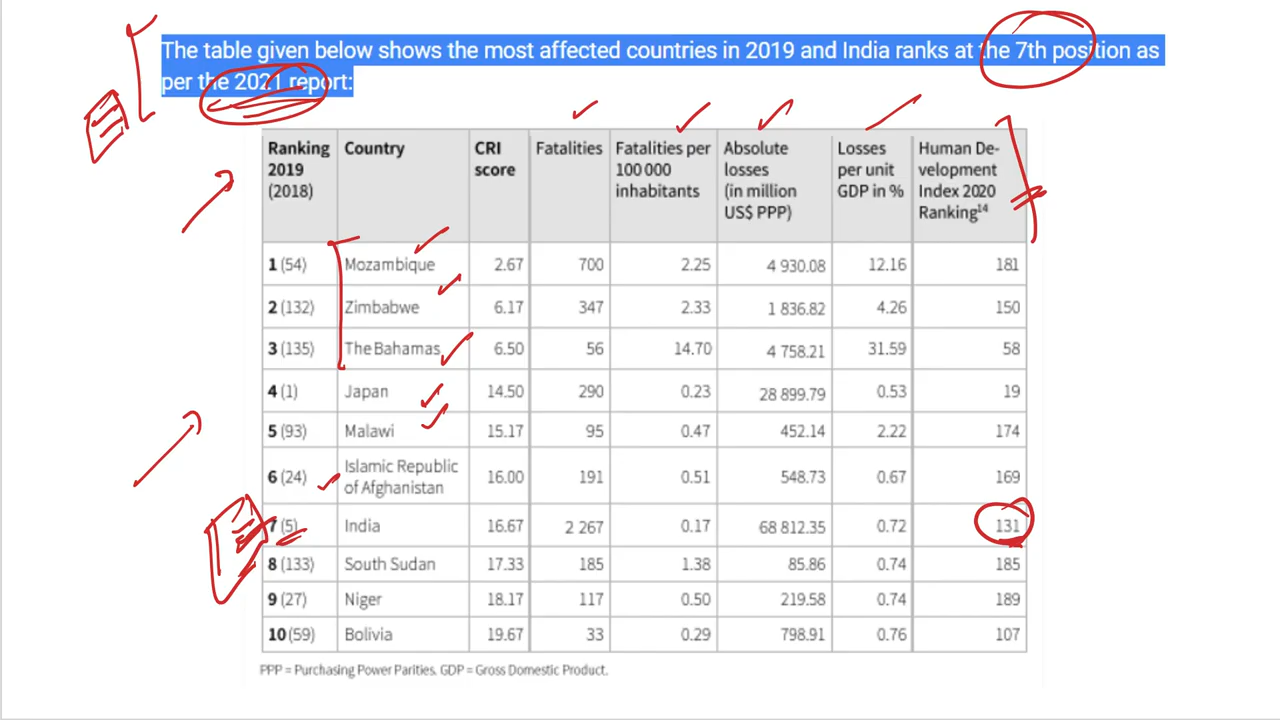 The table given below shows the most affected countries in 2019 and India ranks at the 7th position as
per the 2021 report:
Ranking 2019 (2018) Country CRI score Fatalities Fatalities per 100 000 inhabitants Absolute losses (in million US$ PPP) Losses per unit GDP in % Human De-velopment Index 2020 Ranking14
1 (54) Mozambique 2.67 700 2.25 4 930.08 12.16 181
2 (132) Zimbabwe 6.17 347 2.33 1 836.82 4.26 150
3 (135) The Bahamas 6.50 56 14.70 4 758.21 31.59 58
4 (1) Japan 14.50 290 0.23 28 899.79 0.53 19
5 (93) Malawi 15.17 95 0.47 452.14 2.22 174
6 (24) Islamic Republic of Afghanistan 16.00 191 0.51 548.73 0.67 169
7 (5) India 16.67 2 267 0.17 68 812.35 0.72 131
8 (133) South Sudan 17.33 185 1.38 85.86 0.74 185
9 (27) Niger 18.17 117 0.50 219.58 0.74 189
10 (59) Bolivia 19.67 33 0.29 798.91 0.76 107
PPP = Purchasing Power Parities. GDP = Gross Domestic Product.